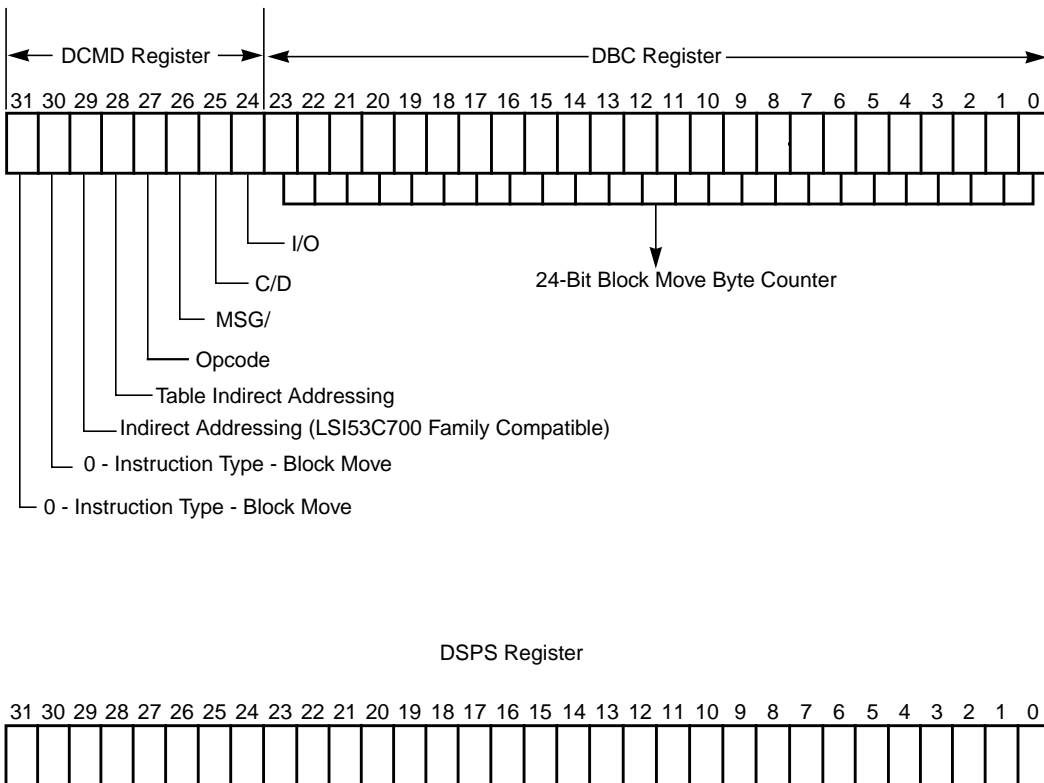 DCMD Register DBC Register
31 30 29 28 27 26 25 24 23 22 21 20 19 18 17 16 15 14 13 12 11 10 9 8 7 6 5 4 3 2 1 0
I/O
24-Bit Block Move Byte Counter
C/D
MSG/
Opcode
Table Indirect Addressing
Indirect Addressing (LSI53C700 Family Compatible)
0 - Instruction Type - Block Move
0 - Instruction Type - Block Move
DSPS Register
31 30 29 28 27 26 25 24 23 22 21 20 19 18 17 16 15 14 13 12 11 10 9 8 7 6 5 4 3 2 1 0